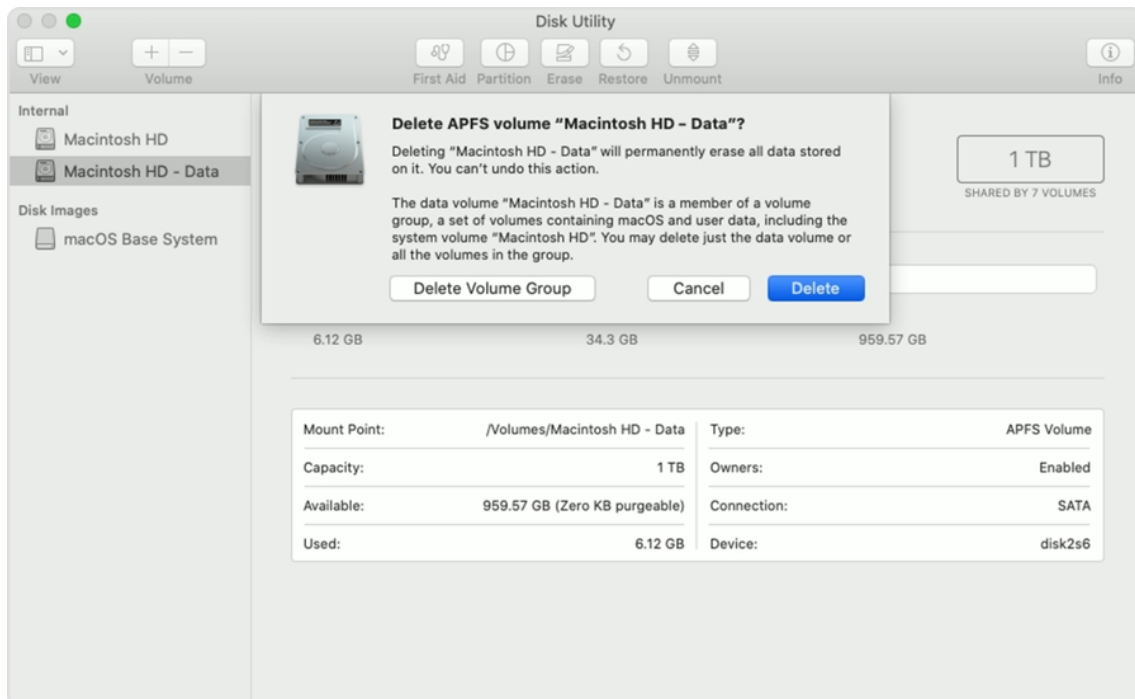 Disk Utility
View
Volume
First Aid
Partition
Erase
Restore
Unmount
Info
Internal
Macintosh HD
Macintosh HD - Data
Disk Images
macOS Base System
Delete APFS volume “Macintosh HD – Data”?
Deleting “Macintosh HD - Data” will permanently erase all data stored
on it. You can’t undo this action.
The data volume “Macintosh HD - Data” is a member of a volume
group, a set of volumes containing macOS and user data, including the
system volume “Macintosh HD”. You may delete just the data volume or
all the volumes in the group.
Delete Volume Group
Cancel
Delete
1 TB
SHARED BY 7 VOLUMES
6.12 GB
34.3 GB
959.57 GB
Mount Point: /Volumes/Macintosh HD - Data
Type: APFS Volume
Capacity: 1 TB
Owners: Enabled
Available: 959.57 GB (Zero KB purgeable)
Connection: SATA
Used: 6.12 GB
Device: disk2s6